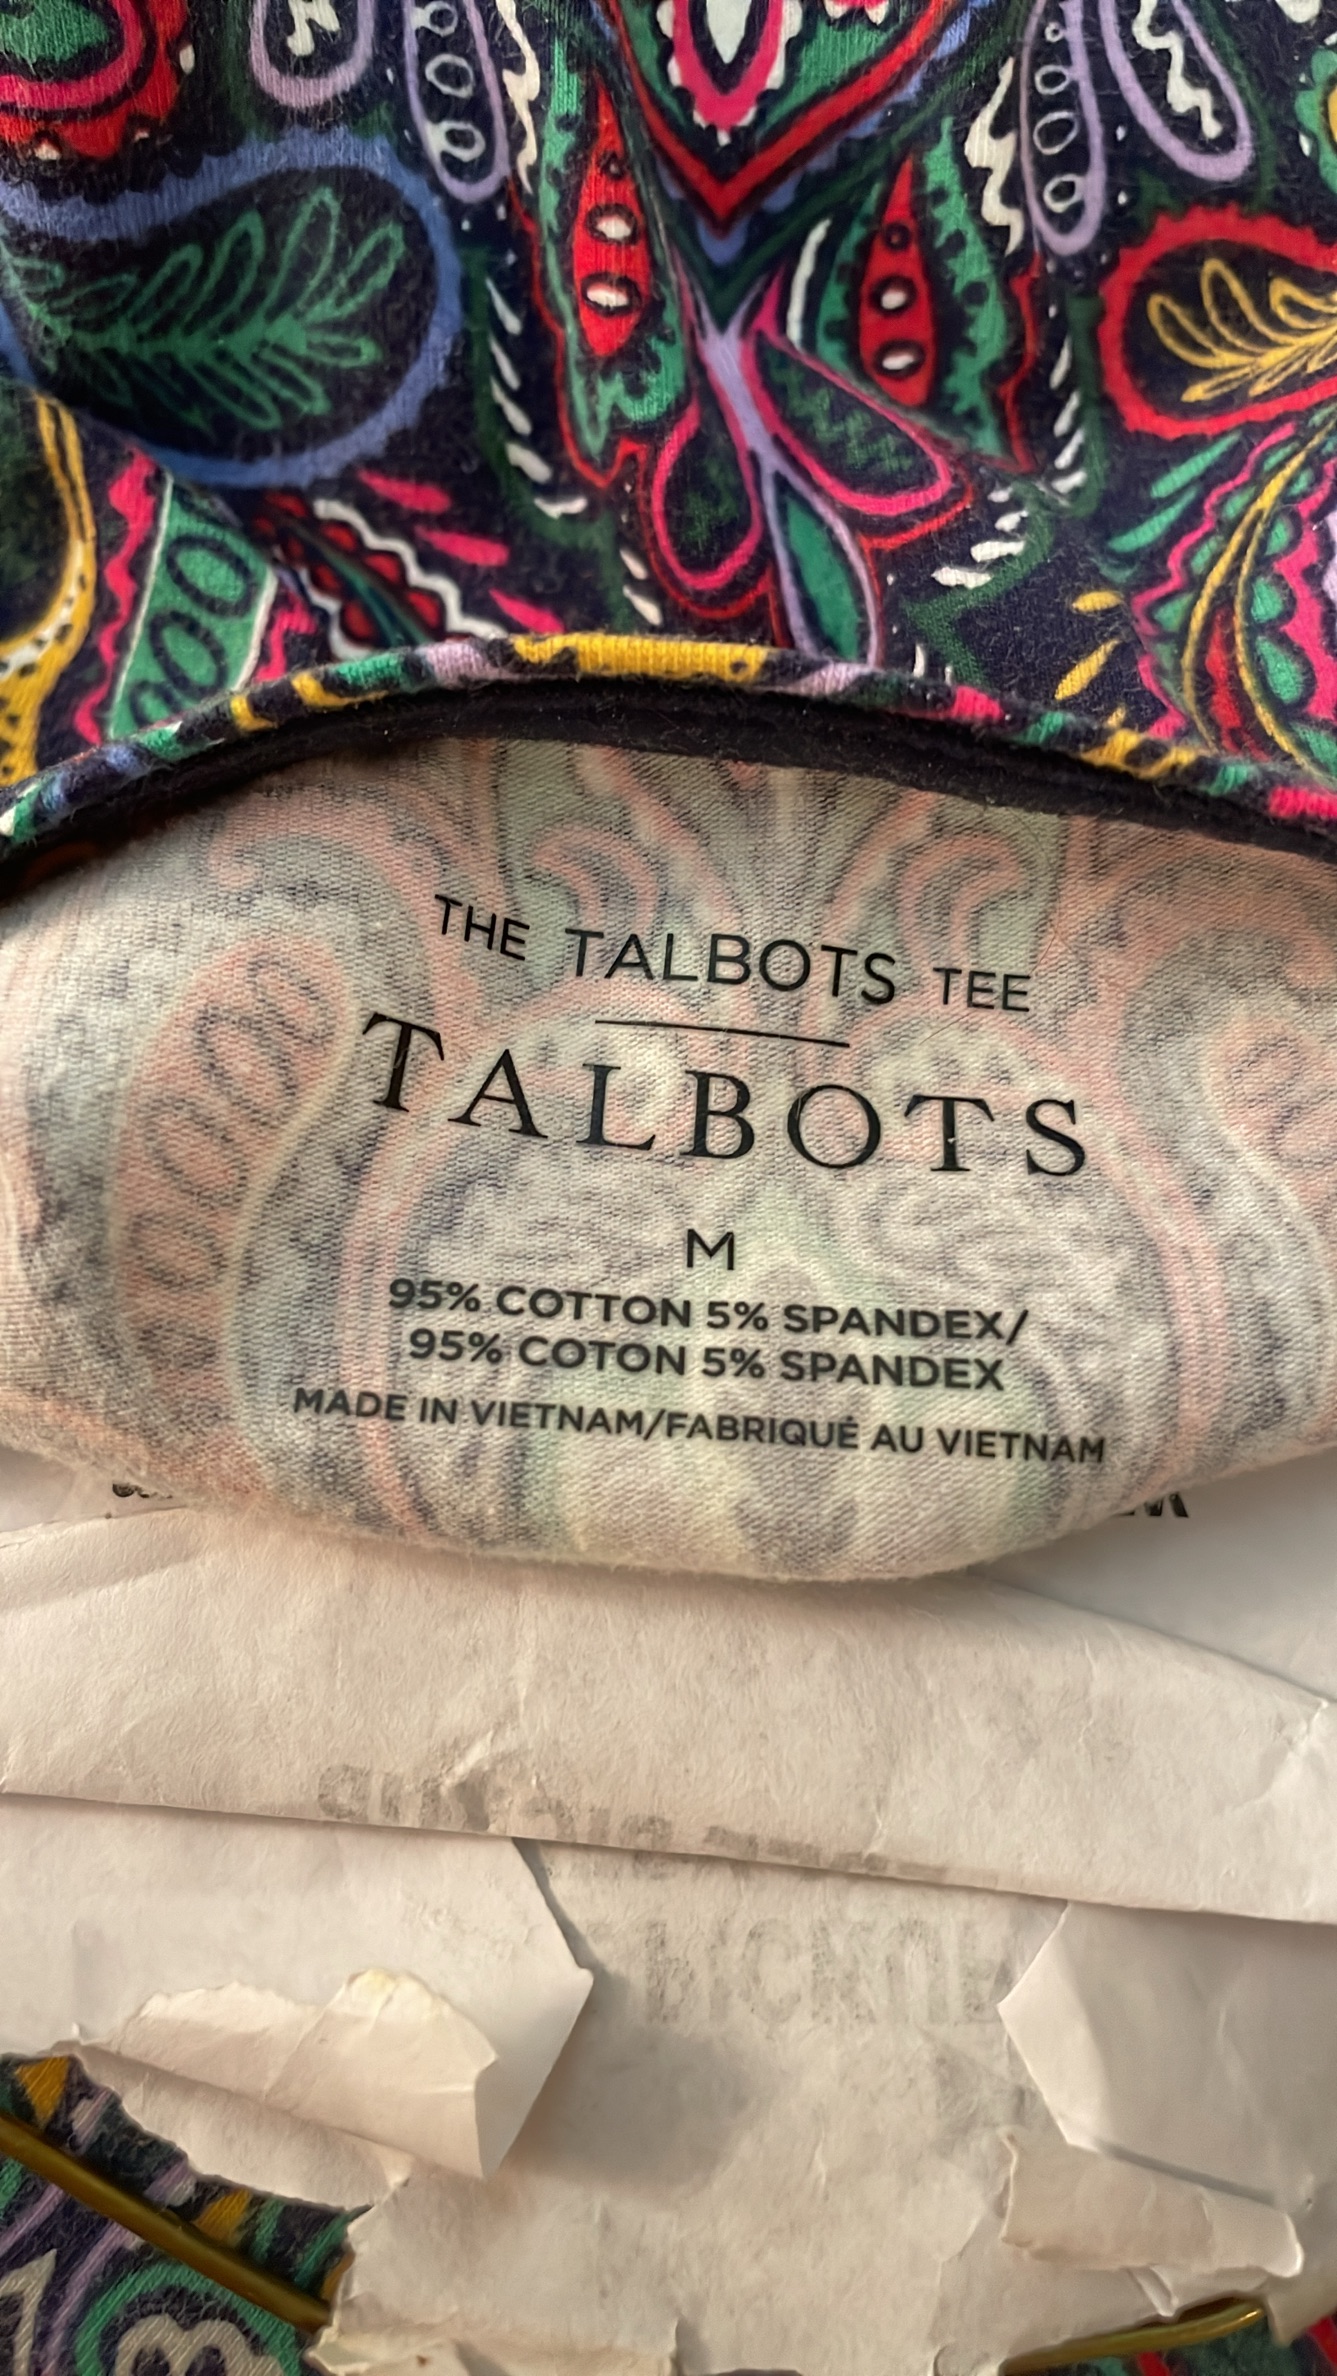 THE TALBOTS TEE
TALBOTS
M
95% COTTON 5% SPANDEX/
95% COTON 5% SPANDEX
MADE IN VIETNAM/FABRIQUÉ AU VIETNAM